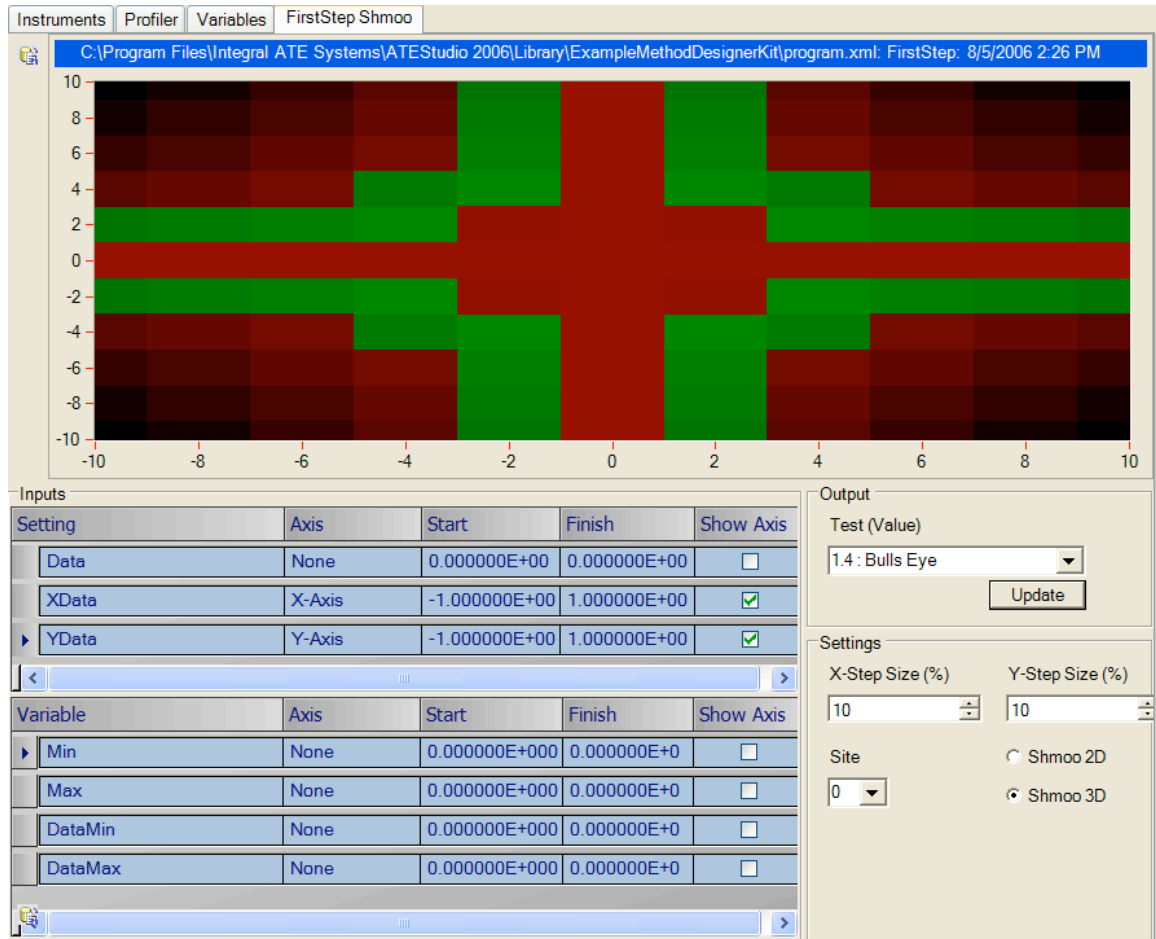 Instruments Profiler Variables FirstStep Shmoo
C:\Program Files\Integral ATE Systems\ATEStudio 2006\Library\ExampleMethodDesignerKit\program.xml: FirstStep: 8/5/2006 2:26 PM
10
8
6
4
2
0
-2
-4
-6
-8
-10
-10 -8 -6 -4 -2 0 2 4 6 8 10
Inputs
Setting Axis Start Finish Show Axis
Data None 0.000000E+00 0.000000E+00
XData X-Axis -1.000000E+00 1.000000E+00
YData Y-Axis -1.000000E+00 1.000000E+00
Variable Axis Start Finish Show Axis
Min None 0.000000E+000 0.000000E+0
Max None 0.000000E+000 0.000000E+0
DataMin None 0.000000E+000 0.000000E+0
DataMax None 0.000000E+000 0.000000E+0
Output
Test (Value)
1.4 : Bulls Eye
Update
Settings
X-Step Size (%) Y-Step Size (%)
10 10
Site
0
Shmoo 2D
Shmoo 3D